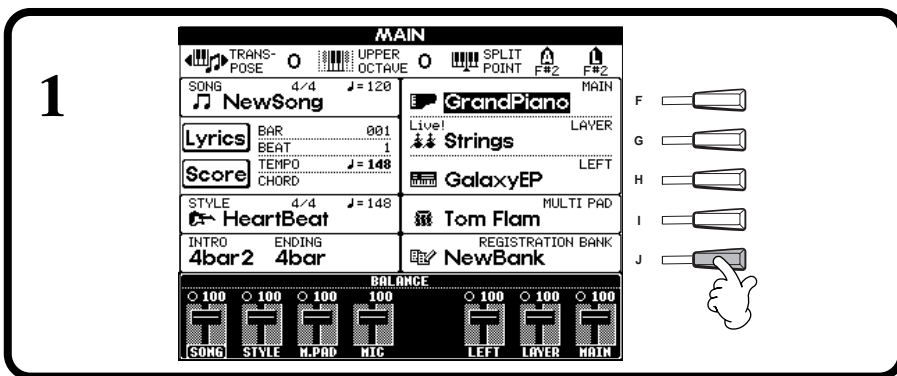 1
MAIN
TRANS-
POSE 0
UPPER
OCTAVE 0
SPLIT
POINT
F#2
L
F#2
SONG 4/4 ♩=120
NewSong
Lyrics
BAR 001
BEAT 1
Score
TEMPO ♩=148
CHORD
STYLE 4/4 ♩=148
HeartBeat
INTRO ENDING
4bar2 4bar
MAIN
GrandPiano
Live! LAYER
Strings
LEFT
GalaxyEP
MULTI PAD
Tom Flam
REGISTRATION BANK
NewBank
BALANCE
100 100 100 100 100 100 100
SONG STYLE M.PAD MIC LEFT LAYER MAIN
F
G
H
I
J